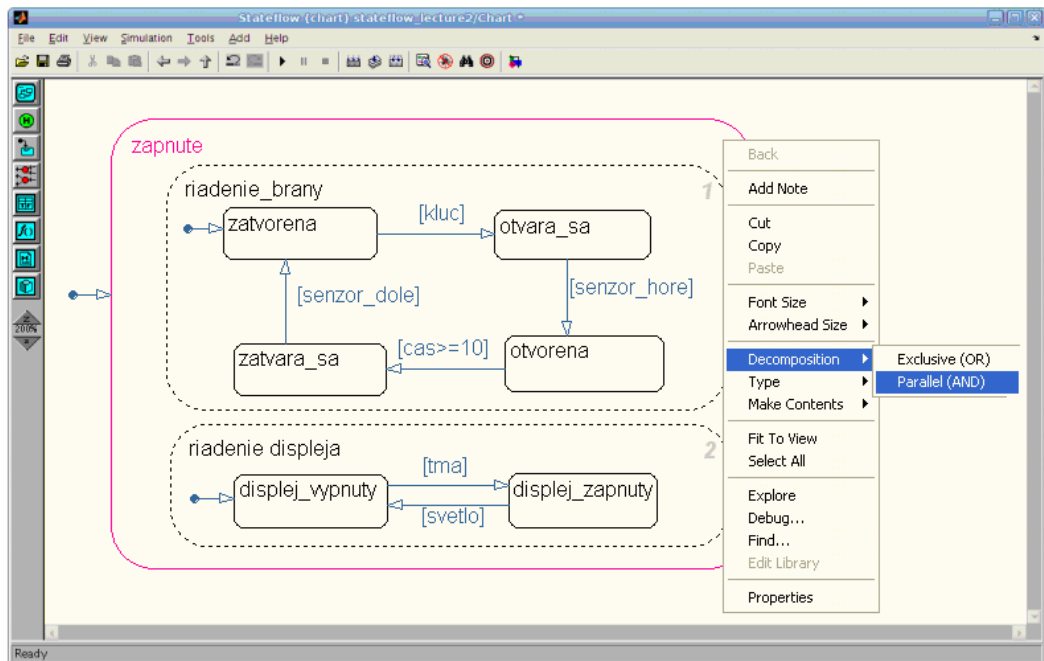 Stateflow (chart) stateflow_lecture2/Chart *
File Edit View Simulation Tools Add Help
200%
zapnute
riadenie_brany
1
zatvorena
[kluc]
otvara_sa
[senzor_dole]
[senzor_hore]
zatvara_sa
[cas>=10]
otvorena
riadenie displeja
2
displej_vypnuty
[tma]
displej_zapnuty
[svetlo]
Back
Add Note
Cut
Copy
Paste
Font Size
Arrowhead Size
Decomposition
Type
Make Contents
Fit To View
Select All
Explore
Debug...
Find...
Edit Library
Properties
Exclusive (OR)
Parallel (AND)
Ready